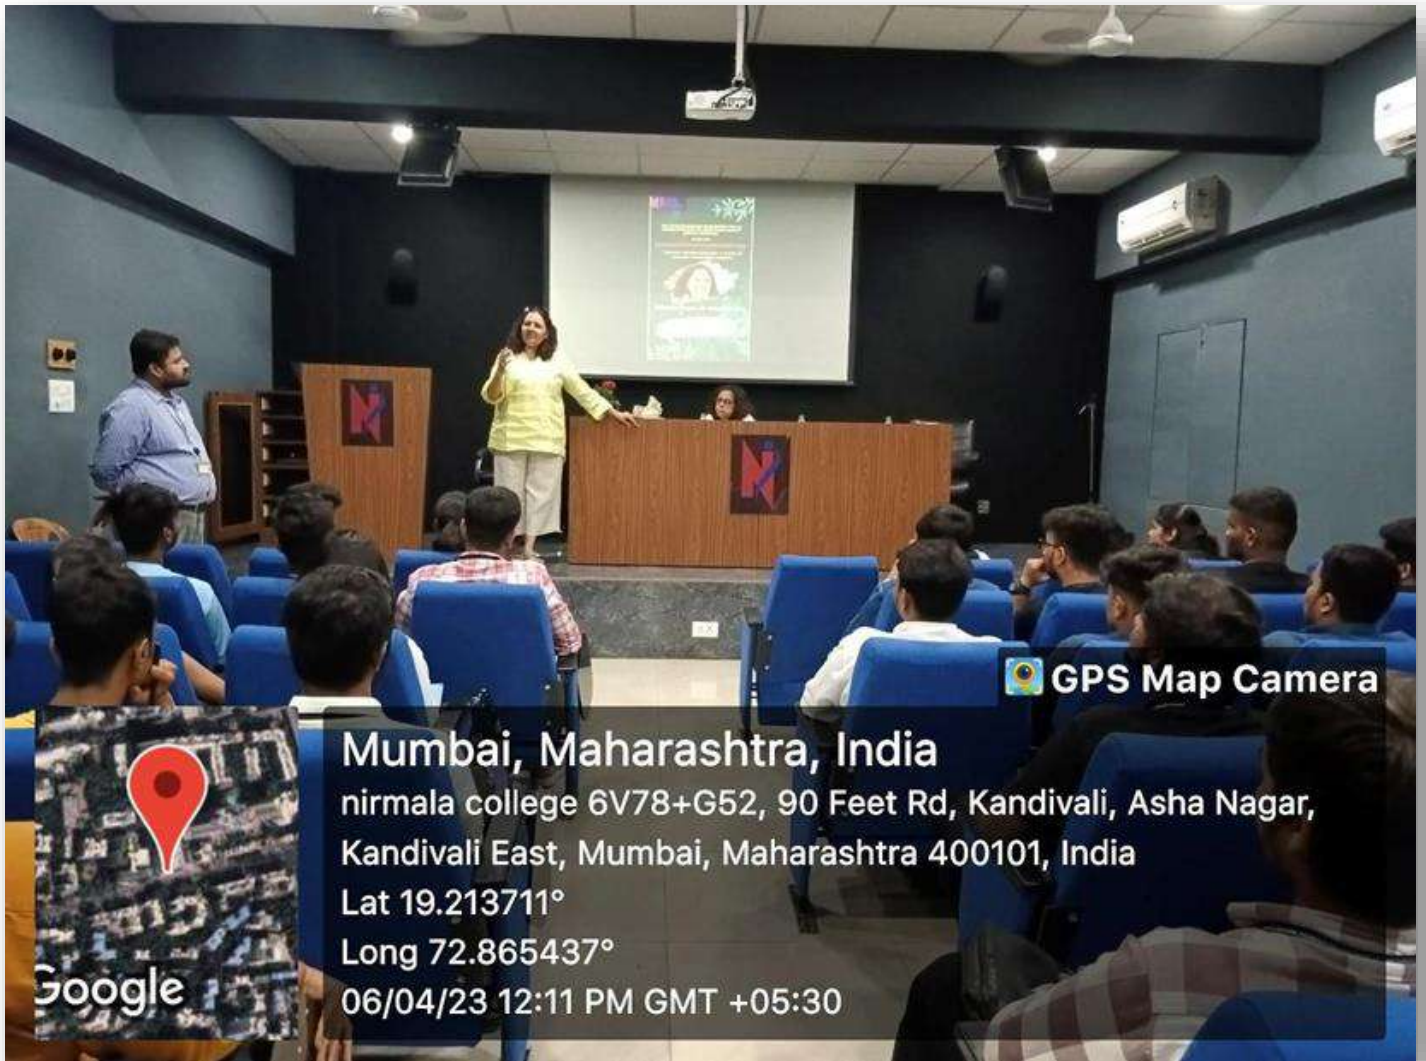 GPS Map Camera
Mumbai, Maharashtra, India
nirmala college 6V78+G52, 90 Feet Rd, Kandivali, Asha Nagar,
Kandivali East, Mumbai, Maharashtra 400101, India
Lat 19.213711°
Long 72.865437°
06/04/23 12:11 PM GMT +05:30
Google